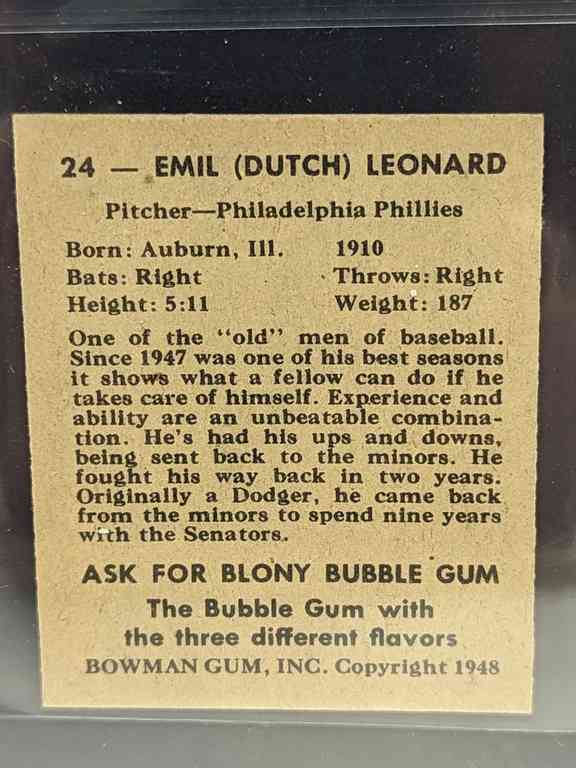 24 — EMIL (DUTCH) LEONARD
Pitcher—Philadelphia Phillies
Born: Auburn, Ill. 1910
Bats: Right Throws: Right
Height: 5:11 Weight: 187
One of the "old" men of baseball.
Since 1947 was one of his best seasons
it shows what a fellow can do if he
takes care of himself. Experience and
ability are an unbeatable combina-
tion. He's had his ups and downs,
being sent back to the minors. He
fought his way back in two years.
Originally a Dodger, he came back
from the minors to spend nine years
with the Senators.
ASK FOR BLONY BUBBLE GUM
The Bubble Gum with
the three different flavors
BOWMAN GUM, INC. Copyright 1948